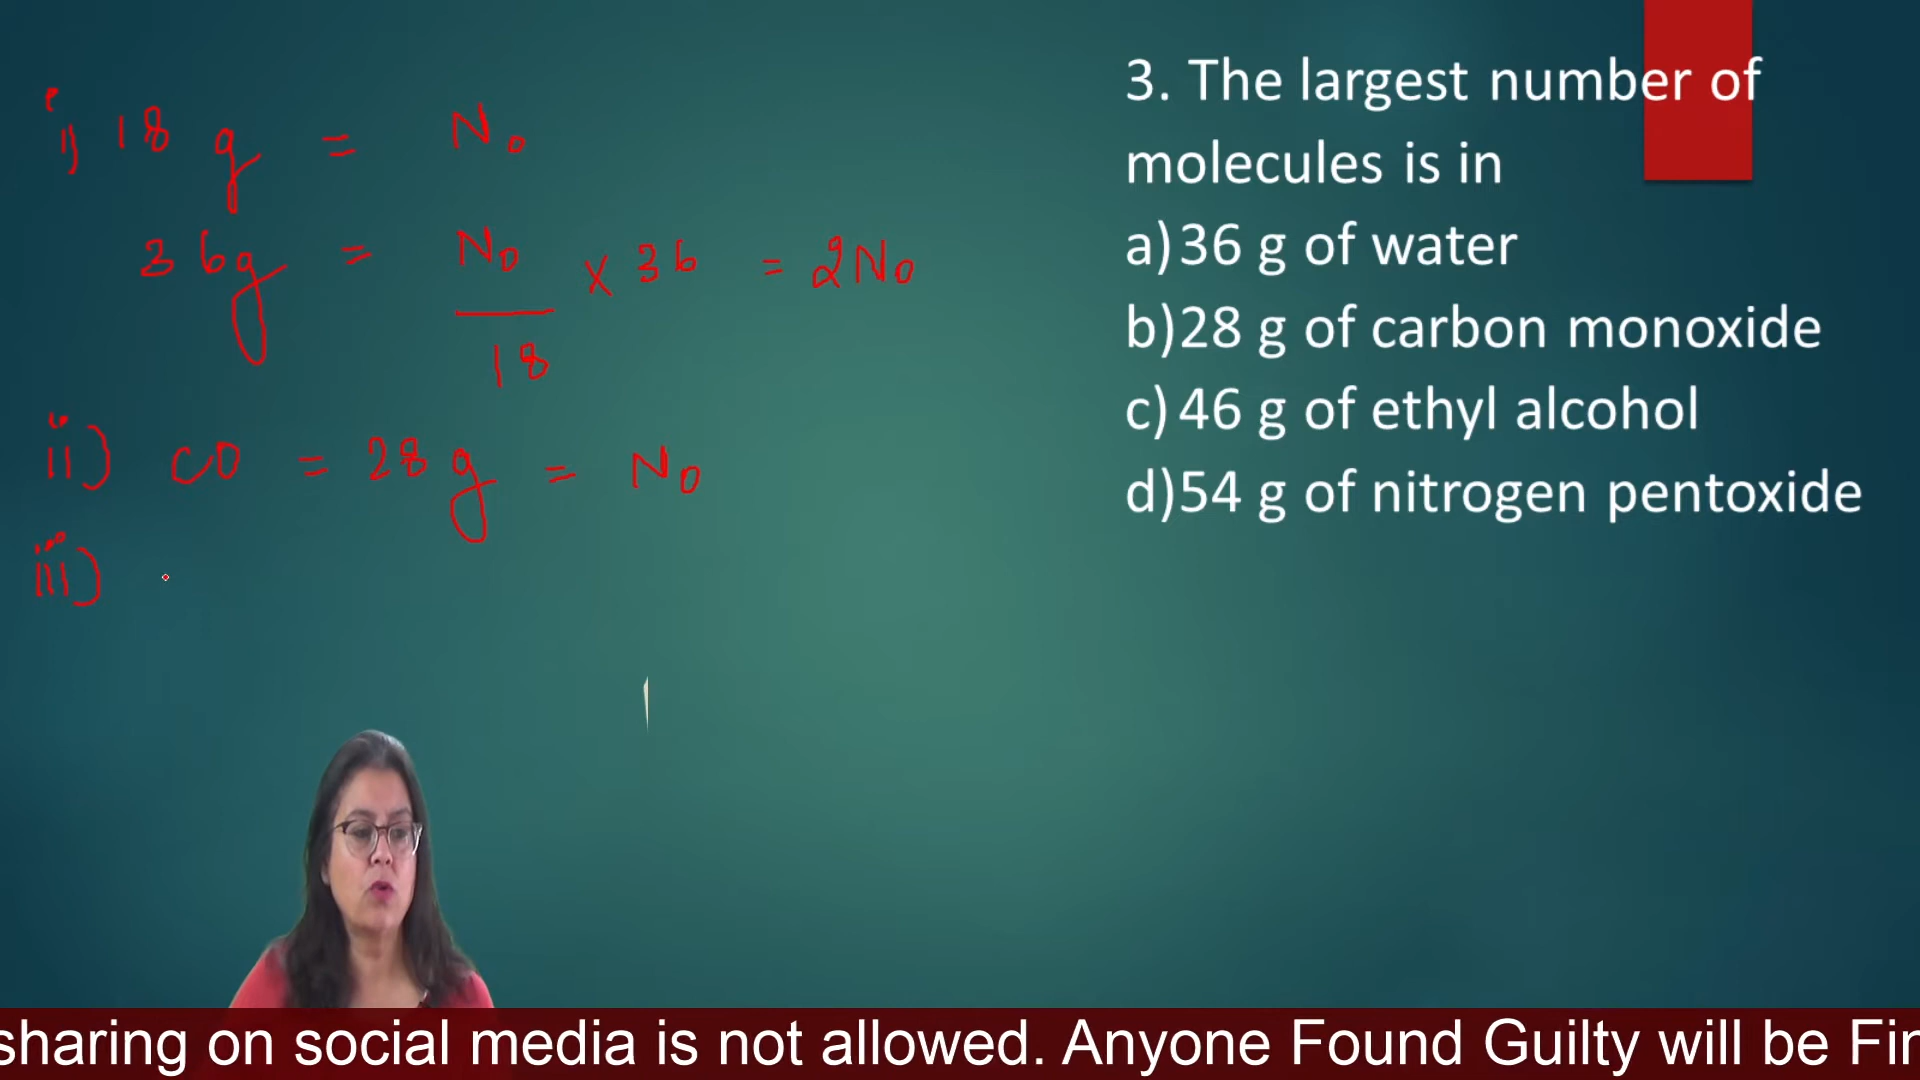 i) 18 g = N₀
36g = N₀/18 x 36 = 2N₀
ii) CO = 28 g = N₀
iii)
3. The largest number of
molecules is in
a) 36 g of water
b) 28 g of carbon monoxide
c) 46 g of ethyl alcohol
d) 54 g of nitrogen pentoxide
sharing on social media is not allowed. Anyone Found Guilty will be Fin